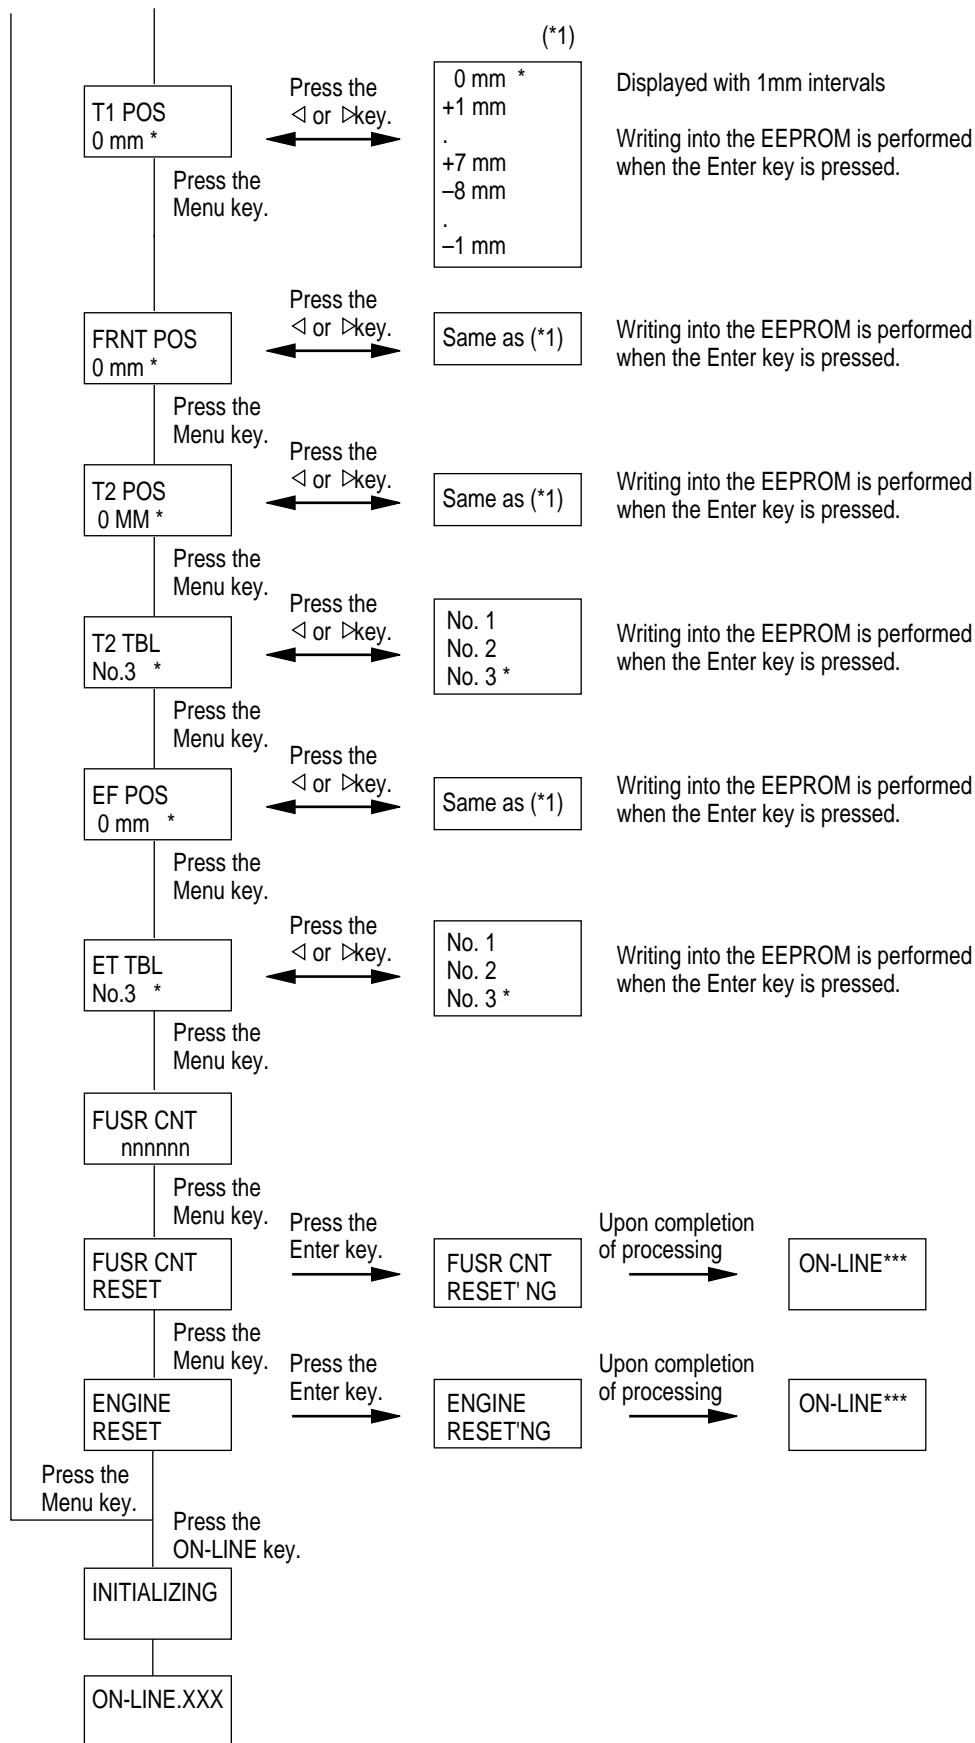 (*1)
T1 POS
0 mm *
Press the
◁ or ▷key.
0 mm *
+1 mm
.
+7 mm
–8 mm
.
–1 mm
Displayed with 1mm intervals
Writing into the EEPROM is performed
when the Enter key is pressed.
Press the
Menu key.
FRNT POS
0 mm *
Press the
◁ or ▷key.
Same as (*1)
Writing into the EEPROM is performed
when the Enter key is pressed.
Press the
Menu key.
T2 POS
0 MM *
Press the
◁ or ▷key.
Same as (*1)
Writing into the EEPROM is performed
when the Enter key is pressed.
Press the
Menu key.
T2 TBL
No.3 *
Press the
◁ or ▷key.
No. 1
No. 2
No. 3 *
Writing into the EEPROM is performed
when the Enter key is pressed.
Press the
Menu key.
EF POS
0 mm *
Press the
◁ or ▷key.
Same as (*1)
Writing into the EEPROM is performed
when the Enter key is pressed.
Press the
Menu key.
ET TBL
No.3 *
Press the
◁ or ▷key.
No. 1
No. 2
No. 3 *
Writing into the EEPROM is performed
when the Enter key is pressed.
Press the
Menu key.
FUSR CNT
nnnnnn
Press the
Menu key.
FUSR CNT
RESET
Press the
Enter key.
FUSR CNT
RESET' NG
Upon completion
of processing
ON-LINE***
Press the
Menu key.
ENGINE
RESET
Press the
Enter key.
ENGINE
RESET'NG
Upon completion
of processing
ON-LINE***
Press the
Menu key.
Press the
ON-LINE key.
INITIALIZING
ON-LINE.XXX